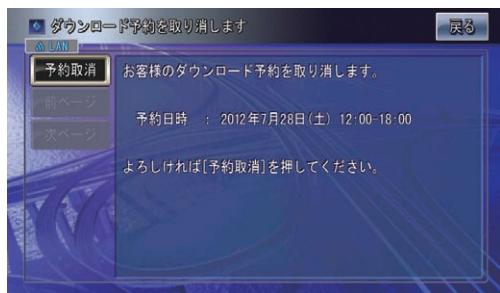 ダウンロード予約を取り消します
戻る
LAN
予約取消
お客様のダウンロード予約を取り消します。
前ページ
予約日時 : 2012年7月28日(土) 12:00-18:00
次ページ
よろしければ[予約取消]を押してください。